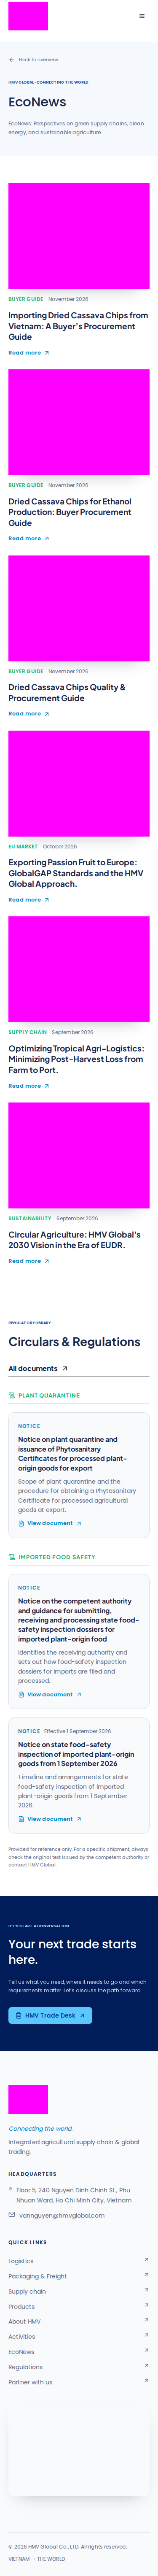 Back to overview
HMV GLOBAL · CONNECTING THE WORLD
EcoNews
EcoNews: Perspectives on green supply chains, clean
energy, and sustainable agriculture.
BUYER GUIDE November 2026
Importing Dried Cassava Chips from
Vietnam: A Buyer's Procurement
Guide
Read more
BUYER GUIDE November 2026
Dried Cassava Chips for Ethanol
Production: Buyer Procurement
Guide
Read more
BUYER GUIDE November 2026
Dried Cassava Chips Quality &
Procurement Guide
Read more
EU MARKET October 2026
Exporting Passion Fruit to Europe:
GlobalGAP Standards and the HMV
Global Approach.
Read more
SUPPLY CHAIN September 2026
Optimizing Tropical Agri-Logistics:
Minimizing Post-Harvest Loss from
Farm to Port.
Read more
SUSTAINABILITY September 2026
Circular Agriculture: HMV Global's
2030 Vision in the Era of EUDR.
Read more
REGULATORY LIBRARY
Circulars & Regulations
All documents
PLANT QUARANTINE
NOTICE
Notice on plant quarantine and
issuance of Phytosanitary
Certificates for processed plant-
origin goods for export
Scope of plant quarantine and the
procedure for obtaining a Phytosanitary
Certificate for processed agricultural
goods at export.
View document
IMPORTED FOOD SAFETY
NOTICE
Notice on the competent authority
and guidance for submitting,
receiving and processing state food-
safety inspection dossiers for
imported plant-origin food
Identifies the receiving authority and
sets out how food-safety inspection
dossiers for imports are filed and
processed.
View document
NOTICE Effective 1 September 2026
Notice on state food-safety
inspection of imported plant-origin
goods from 1 September 2026
Timeline and arrangements for state
food-safety inspection of imported
plant-origin goods from 1 September
2026.
View document
Provided for reference only. For a specific shipment, always
check the original text issued by the competent authority or
contact HMV Global.
LET'S START A CONVERSATION
Your next trade starts
here.
Tell us what you need, where it needs to go and which
requirements matter. Let's discuss the path forward.
HMV Trade Desk
Connecting the world.
Integrated agricultural supply chain & global
trading.
HEADQUARTERS
Floor 5, 240 Nguyen Dinh Chinh St., Phu
Nhuan Ward, Ho Chi Minh City, Vietnam
vannguyen@hmvglobal.com
QUICK LINKS
Logistics
Packaging & Freight
Supply chain
Products
About HMV
Activities
EcoNews
Regulations
Partner with us
© 2026 HMV Global Co., LTD. All rights reserved.
VIETNAM → THE WORLD